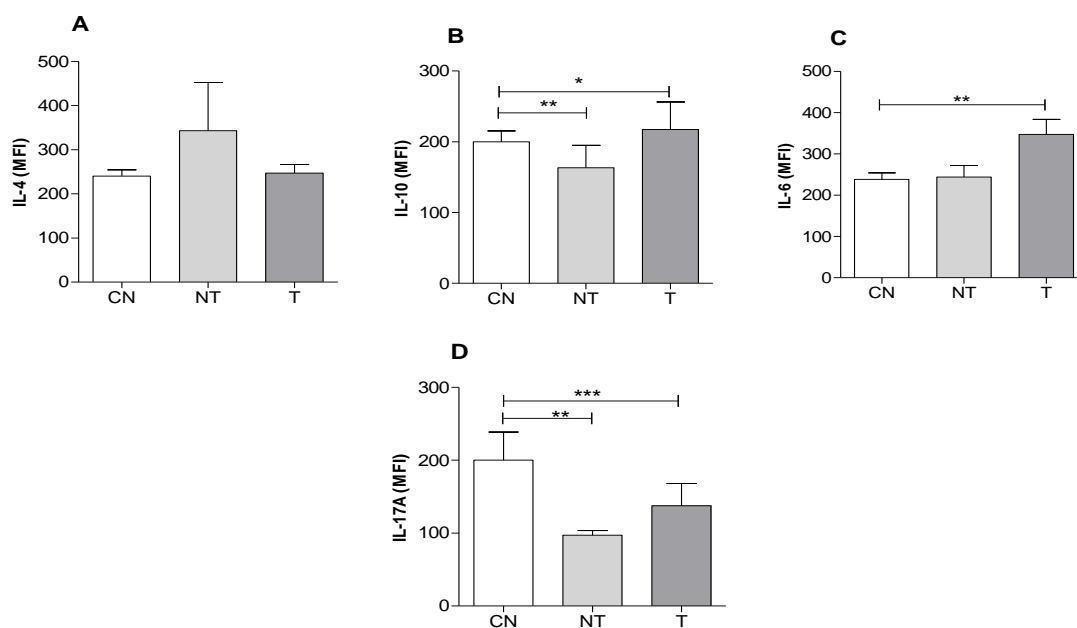 A
IL-4 (MFI)
500
400
300
200
100
0
CN NT T
B
IL-10 (MFI)
300
200
100
0
*
**
CN NT T
C
IL-6 (MFI)
500
400
300
200
100
0
**
CN NT T
D
IL-17A (MFI)
300
200
100
0
***
**
CN NT T